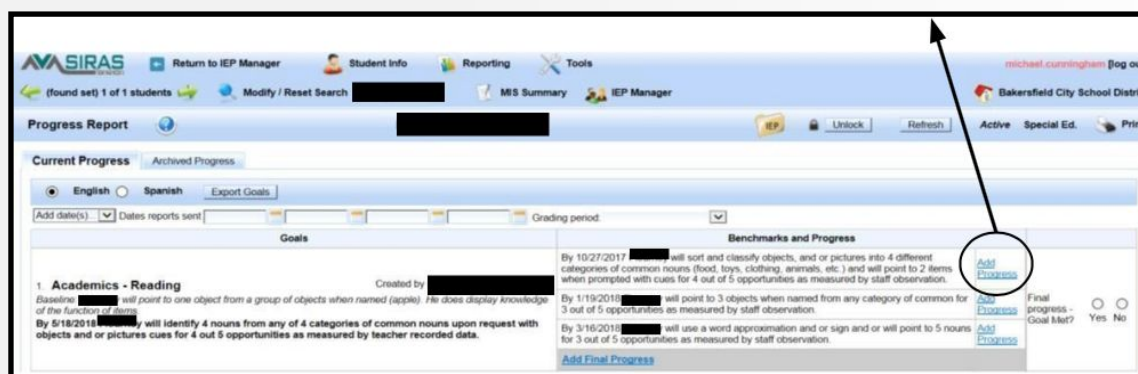 SIRAS
Return to IEP Manager
Student Info
Reporting
Tools
michael.cunningham [log ou
(found set) 1 of 1 students
Modify / Reset Search
MIS Summary
IEP Manager
Bakersfield City School Distri
Progress Report
IEP
Unlock
Refresh
Active
Special Ed.
Prin
Current Progress
Archived Progress
English
Spanish
Export Goals
Add date(s)...
Dates reports sent
Grading period:
Goals
Benchmarks and Progress
1. Academics - Reading
Created by
Baseline: will point to one object from a group of objects when named (apple). He does display knowledge
of the function of items.
By 5/18/2018 will identify 4 nouns from any of 4 categories of common nouns upon request with
objects and or pictures cues for 4 out 5 opportunities as measured by teacher recorded data.
By 10/27/2017 will sort and classify objects, and or pictures into 4 different
categories of common nouns (food, toys, clothing, animals, etc.) and will point to 2 items
when prompted with cues for 4 out of 5 opportunities as measured by staff observation.
Add
Progress
By 1/19/2018 will point to 3 objects when named from any category of common for
3 out of 5 opportunities as measured by staff observation.
Add
Progress
By 3/16/2018 will use a word approximation and or sign and or will point to 5 nouns
for 3 out of 5 opportunities as measured by staff observation.
Add
Progress
Add Final Progress
Final
progress -
Goal Met?
Yes No